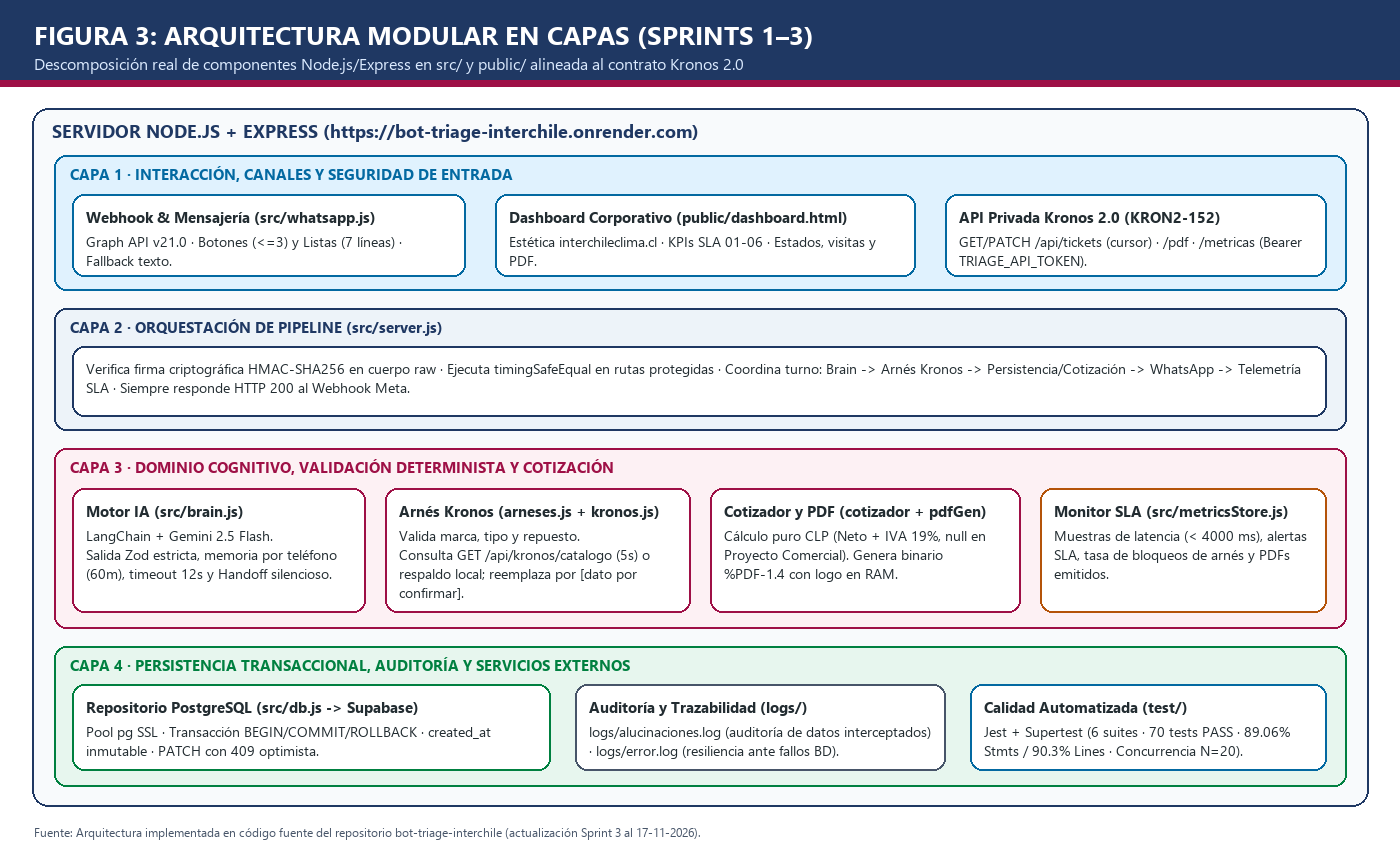 FIGURA 3: ARQUITECTURA MODULAR EN CAPAS (SPRINTS 1–3)
Descomposición real de componentes Node.js/Express en src/ y public/ alineada al contrato Kronos 2.0
SERVIDOR NODE.JS + EXPRESS (https://bot-triage-interchile.onrender.com)
CAPA 1 · INTERACCIÓN, CANALES Y SEGURIDAD DE ENTRADA
Webhook & Mensajería (src/whatsapp.js)
Graph API v21.0 · Botones (<=3) y Listas (7 líneas) ·
Fallback texto.
Dashboard Corporativo (public/dashboard.html)
Estética interchileclima.cl · KPIs SLA 01-06 · Estados, visitas y
PDF.
API Privada Kronos 2.0 (KRON2-152)
GET/PATCH /api/tickets (cursor) · /pdf · /metricas (Bearer
TRIAGE_API_TOKEN).
CAPA 2 · ORQUESTACIÓN DE PIPELINE (src/server.js)
Verifica firma criptográfica HMAC-SHA256 en cuerpo raw · Ejecuta timingSafeEqual en rutas protegidas · Coordina turno: Brain -> Arnés Kronos -> Persistencia/Cotización -> WhatsApp -> Telemetría
SLA · Siempre responde HTTP 200 al Webhook Meta.
CAPA 3 · DOMINIO COGNITIVO, VALIDACIÓN DETERMINISTA Y COTIZACIÓN
Motor IA (src/brain.js)
LangChain + Gemini 2.5 Flash.
Salida Zod estricta, memoria por teléfono
(60m), timeout 12s y Handoff silencioso.
Arnés Kronos (arneses.js + kronos.js)
Valida marca, tipo y repuesto.
Consulta GET /api/kronos/catalogo (5s) o
respaldo local; reemplaza por [dato por
confirmar].
Cotizador y PDF (cotizador + pdfGen)
Cálculo puro CLP (Neto + IVA 19%, null en
Proyecto Comercial). Genera binario
%PDF-1.4 con logo en RAM.
Monitor SLA (src/metricsStore.js)
Muestras de latencia (< 4000 ms), alertas
SLA, tasa de bloqueos de arnés y PDFs
emitidos.
CAPA 4 · PERSISTENCIA TRANSACCIONAL, AUDITORÍA Y SERVICIOS EXTERNOS
Repositorio PostgreSQL (src/db.js -> Supabase)
Pool pg SSL · Transacción BEGIN/COMMIT/ROLLBACK · created_at
inmutable · PATCH con 409 optimista.
Auditoría y Trazabilidad (logs/)
logs/alucinaciones.log (auditoría de datos interceptados)
· logs/error.log (resiliencia ante fallos BD).
Calidad Automatizada (test/)
Jest + Supertest (6 suites · 70 tests PASS · 89.06%
Stmts / 90.3% Lines · Concurrencia N=20).
Fuente: Arquitectura implementada en código fuente del repositorio bot-triage-interchile (actualización Sprint 3 al 17-11-2026).